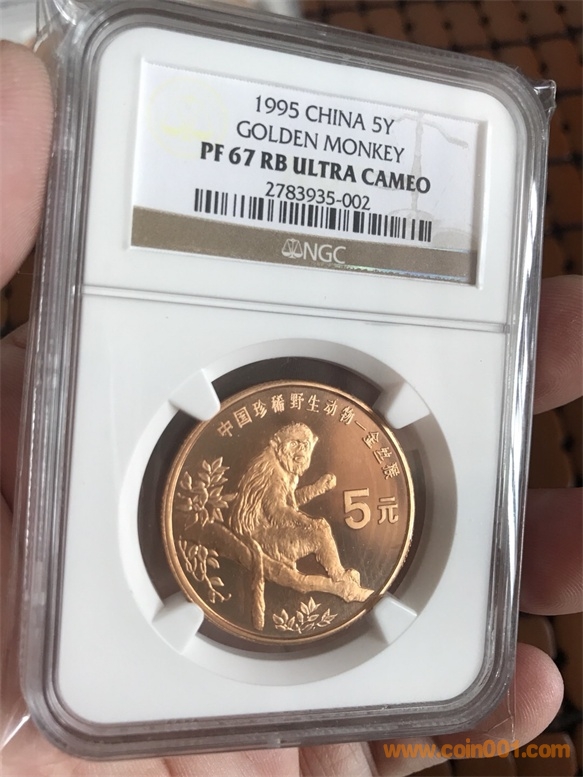 1995 CHINA 5Y
GOLDEN MONKEY
PF 67 RB ULTRA CAMEO
2783935-002
NGC
中国珍稀野生动物—金丝猴
5元
www.coin001.com